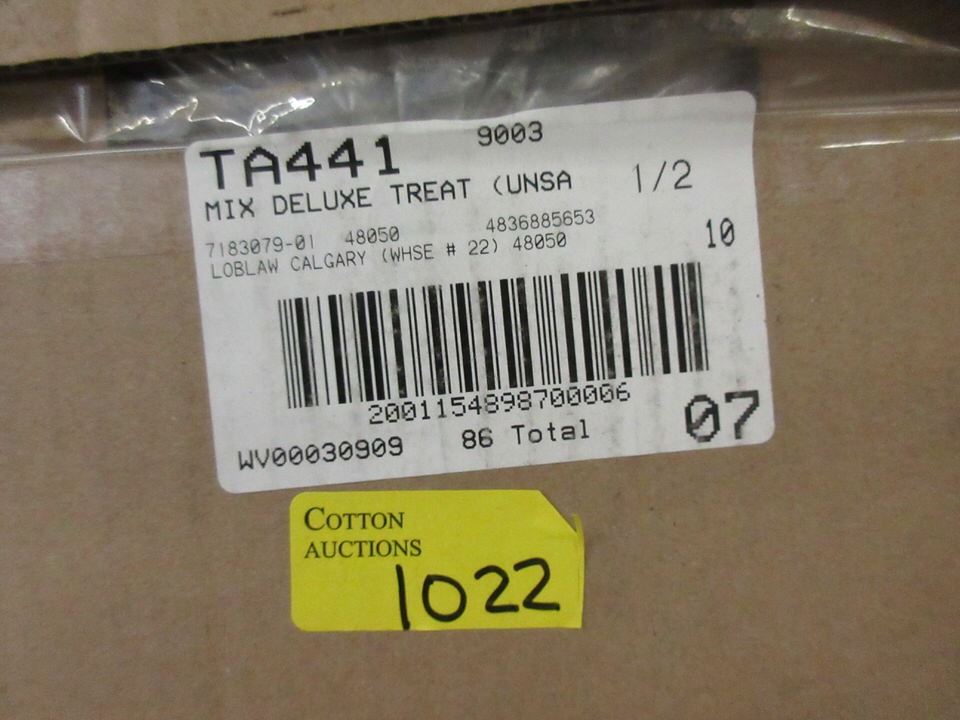 TA441 9003
MIX DELUXE TREAT (UNSA 1/2
7183079-01 48050 4836885653
LOBLAW CALGARY (WHSE # 22) 48050 10
2001154898700006
WV00030909 86 Total 07
COTTON
AUCTIONS
1022